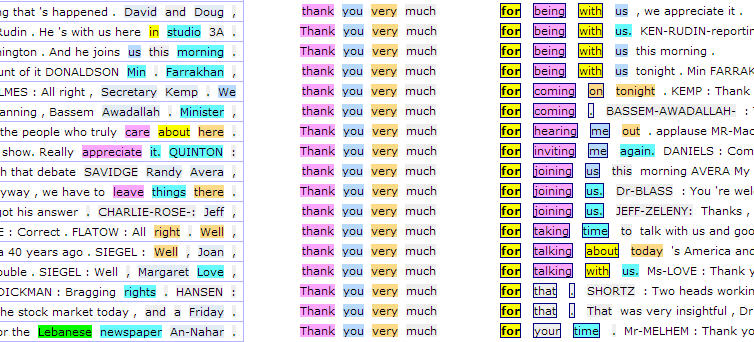 ng that 's happened . David and Doug , thank you very much for being with us , we appreciate it .
Rudin . He 's with us here in studio 3A . Thank you very much for being with us. KEN-RUDIN-reportin
nington . And he joins us this morning . Thank you very much for being with us this morning .
unt of it DONALDSON Min . Farrakhan , thank you very much for being with us tonight . Min FARRAK
LMES : All right , Secretary Kemp . We thank you very much for coming on tonight . KEMP : Thank
anning , Bassem Awadallah . Minister , thank you very much for coming . BASSEM-AWADALLAH- : T
the people who truly care about here . Thank you very much for hearing me out . applause MR-Mac
show. Really appreciate it. QUINTON : Thank you very much for inviting me again. DANIELS : Com
h that debate SAVIDGE Randy Avera , thank you very much for joining us this morning AVERA My
yway , we have to leave things there . Thank you very much for joining us. Dr-BLASS : You 're welc
got his answer . CHARLIE-ROSE-: Jeff , thank you very much for joining us. JEFF-ZELENY: Thanks ,
E : Correct . FLATOW : All right . Well , thank you very much for taking time to talk with us and goo
a 40 years ago . SIEGEL : Well , Joan , thank you very much for talking about today 's America and
ouble . SIEGEL : Well , Margaret Love , thank you very much for talking with us. Ms-LOVE : Thank y
DICKMAN : Bragging rights . HANSEN : Thank you very much for that . SHORTZ : Two heads workin
he stock market today , and a Friday . Thank you very much for that . That was very insightful , Dr
or the Lebanese newspaper An-Nahar . Thank you very much for your time . Mr-MELHEM : Thank you